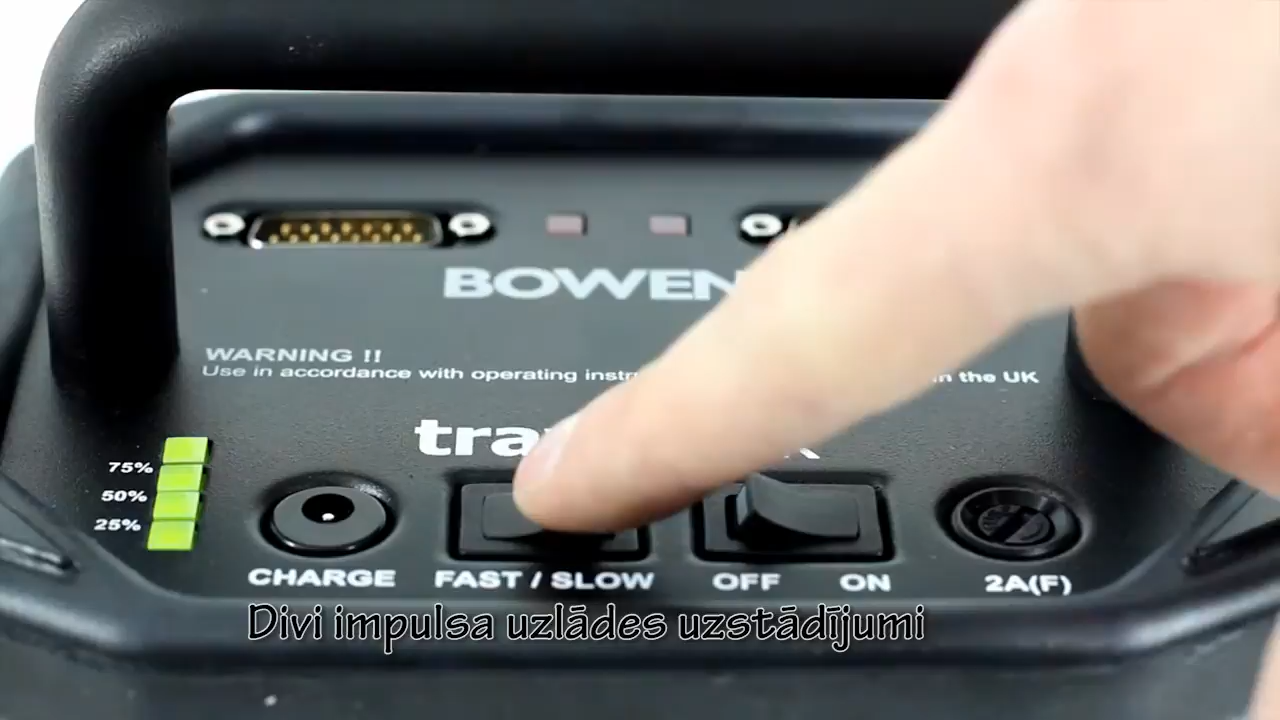 BOWEN
WARNING !!
Use in accordance with operating in the UK
75%
50%
25%
CHARGE
FAST / SLOW
OFF
ON
2A(F)
Divi impulsa uzlādes uzstādījumi